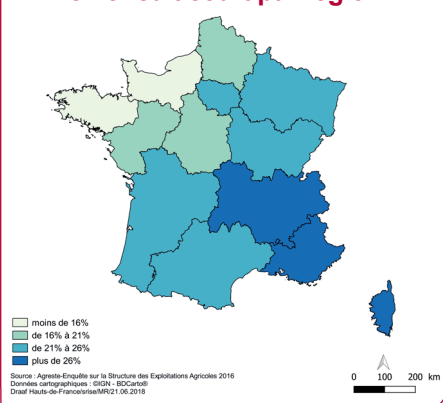 moins de 16%
de 16% à 21%
de 21% à 26%
plus de 26%
Source : Agreste-Enquête sur la Structure des Exploitations Agricoles 2016
Données cartographiques : ©IGN - BDCarto®
Draaf Hauts-de-France/srise/MR/21.06.2018
0 100 200 km